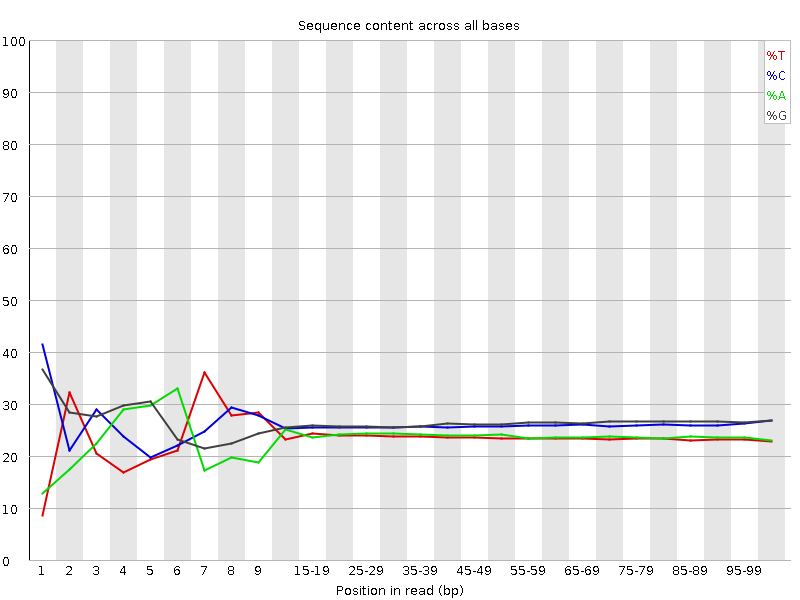 Sequence content across all bases
100
90
80
70
60
50
40
30
20
10
0
%T
%C
%A
%G
1 2 3 4 5 6 7 8 9 15-19 25-29 35-39 45-49 55-59 65-69 75-79 85-89 95-99
Position in read (bp)